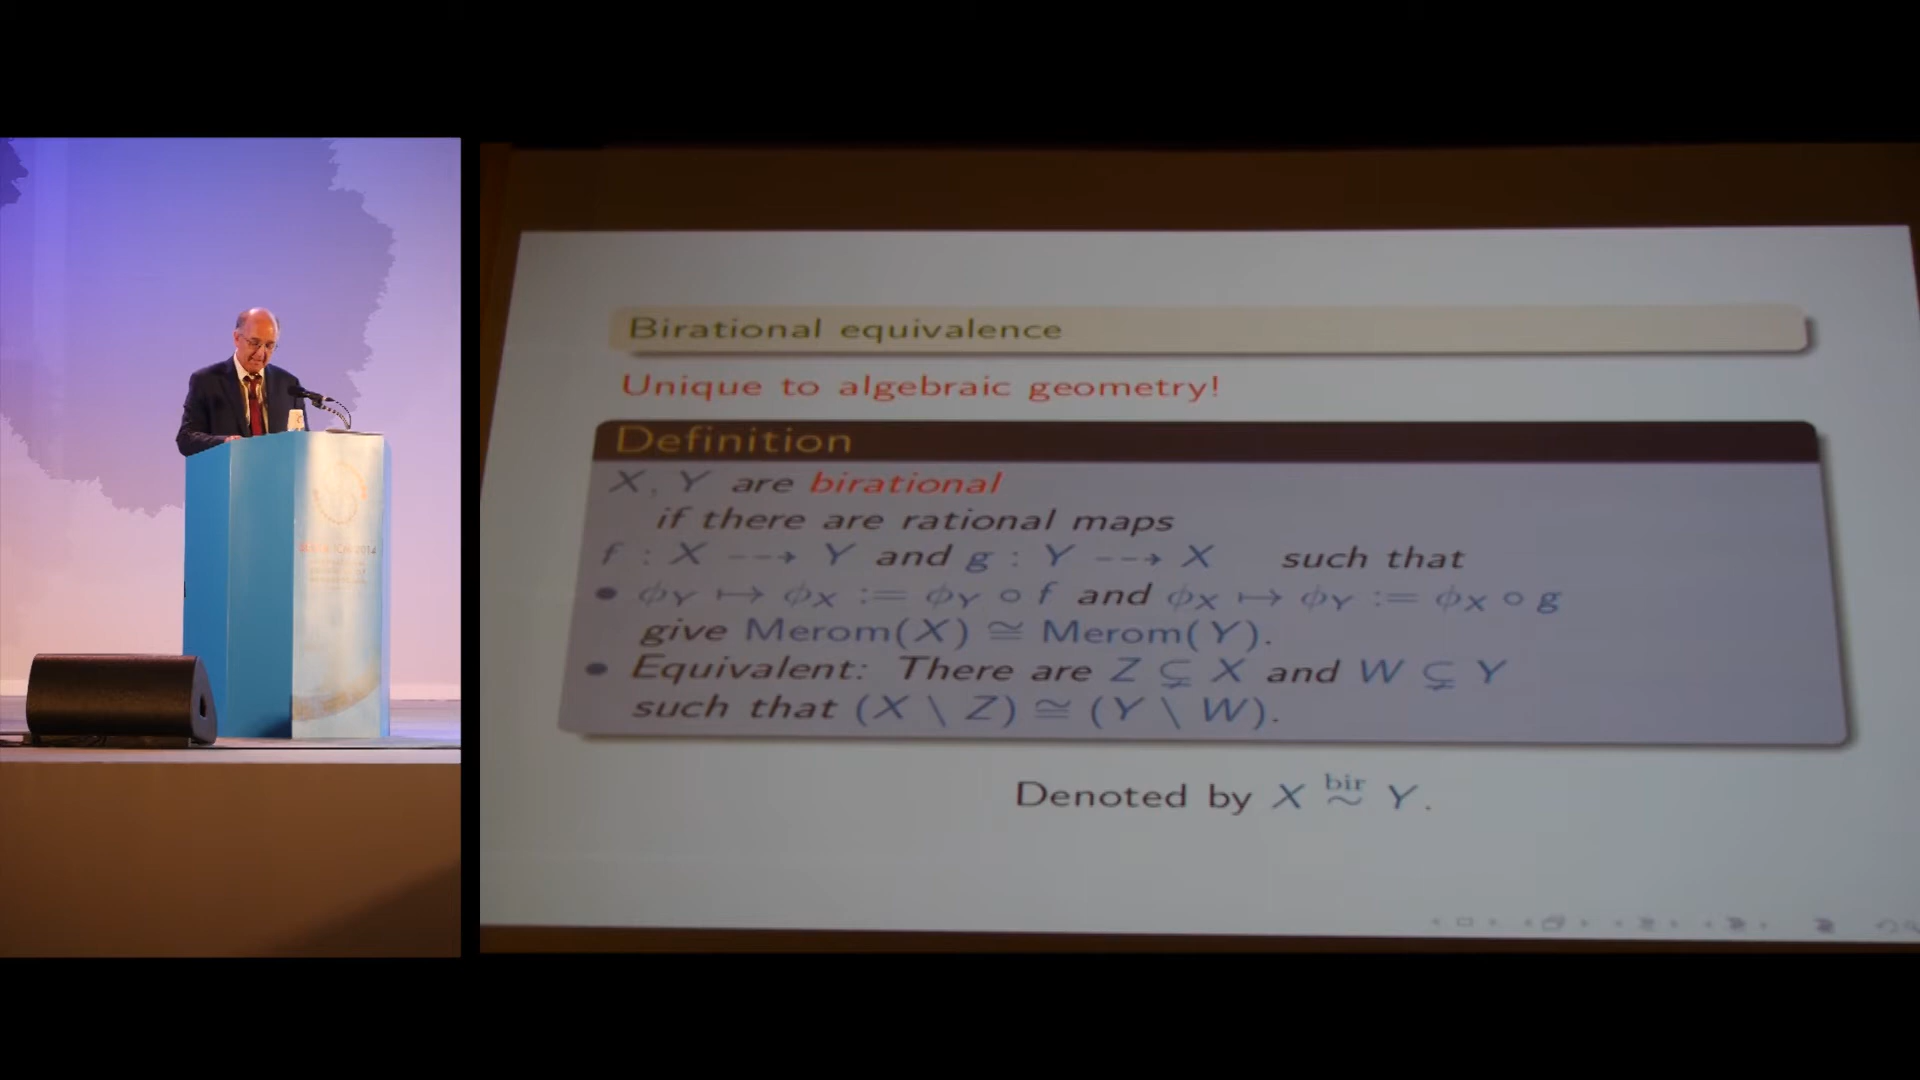 Birational equivalence
Unique to algebraic geometry!
Definition
X, Y are birational
if there are rational maps
f : X ⇢ Y and g : Y ⇢ X such that
• ϕ_Y ↦ ϕ_X := ϕ_Y ∘ f and ϕ_X ↦ ϕ_Y := ϕ_X ∘ g
give Merom(X) ≅ Merom(Y).
• Equivalent: There are Z ⊊ X and W ⊊ Y
such that (X \ Z) ≅ (Y \ W).
Denoted by X bir∼ Y.